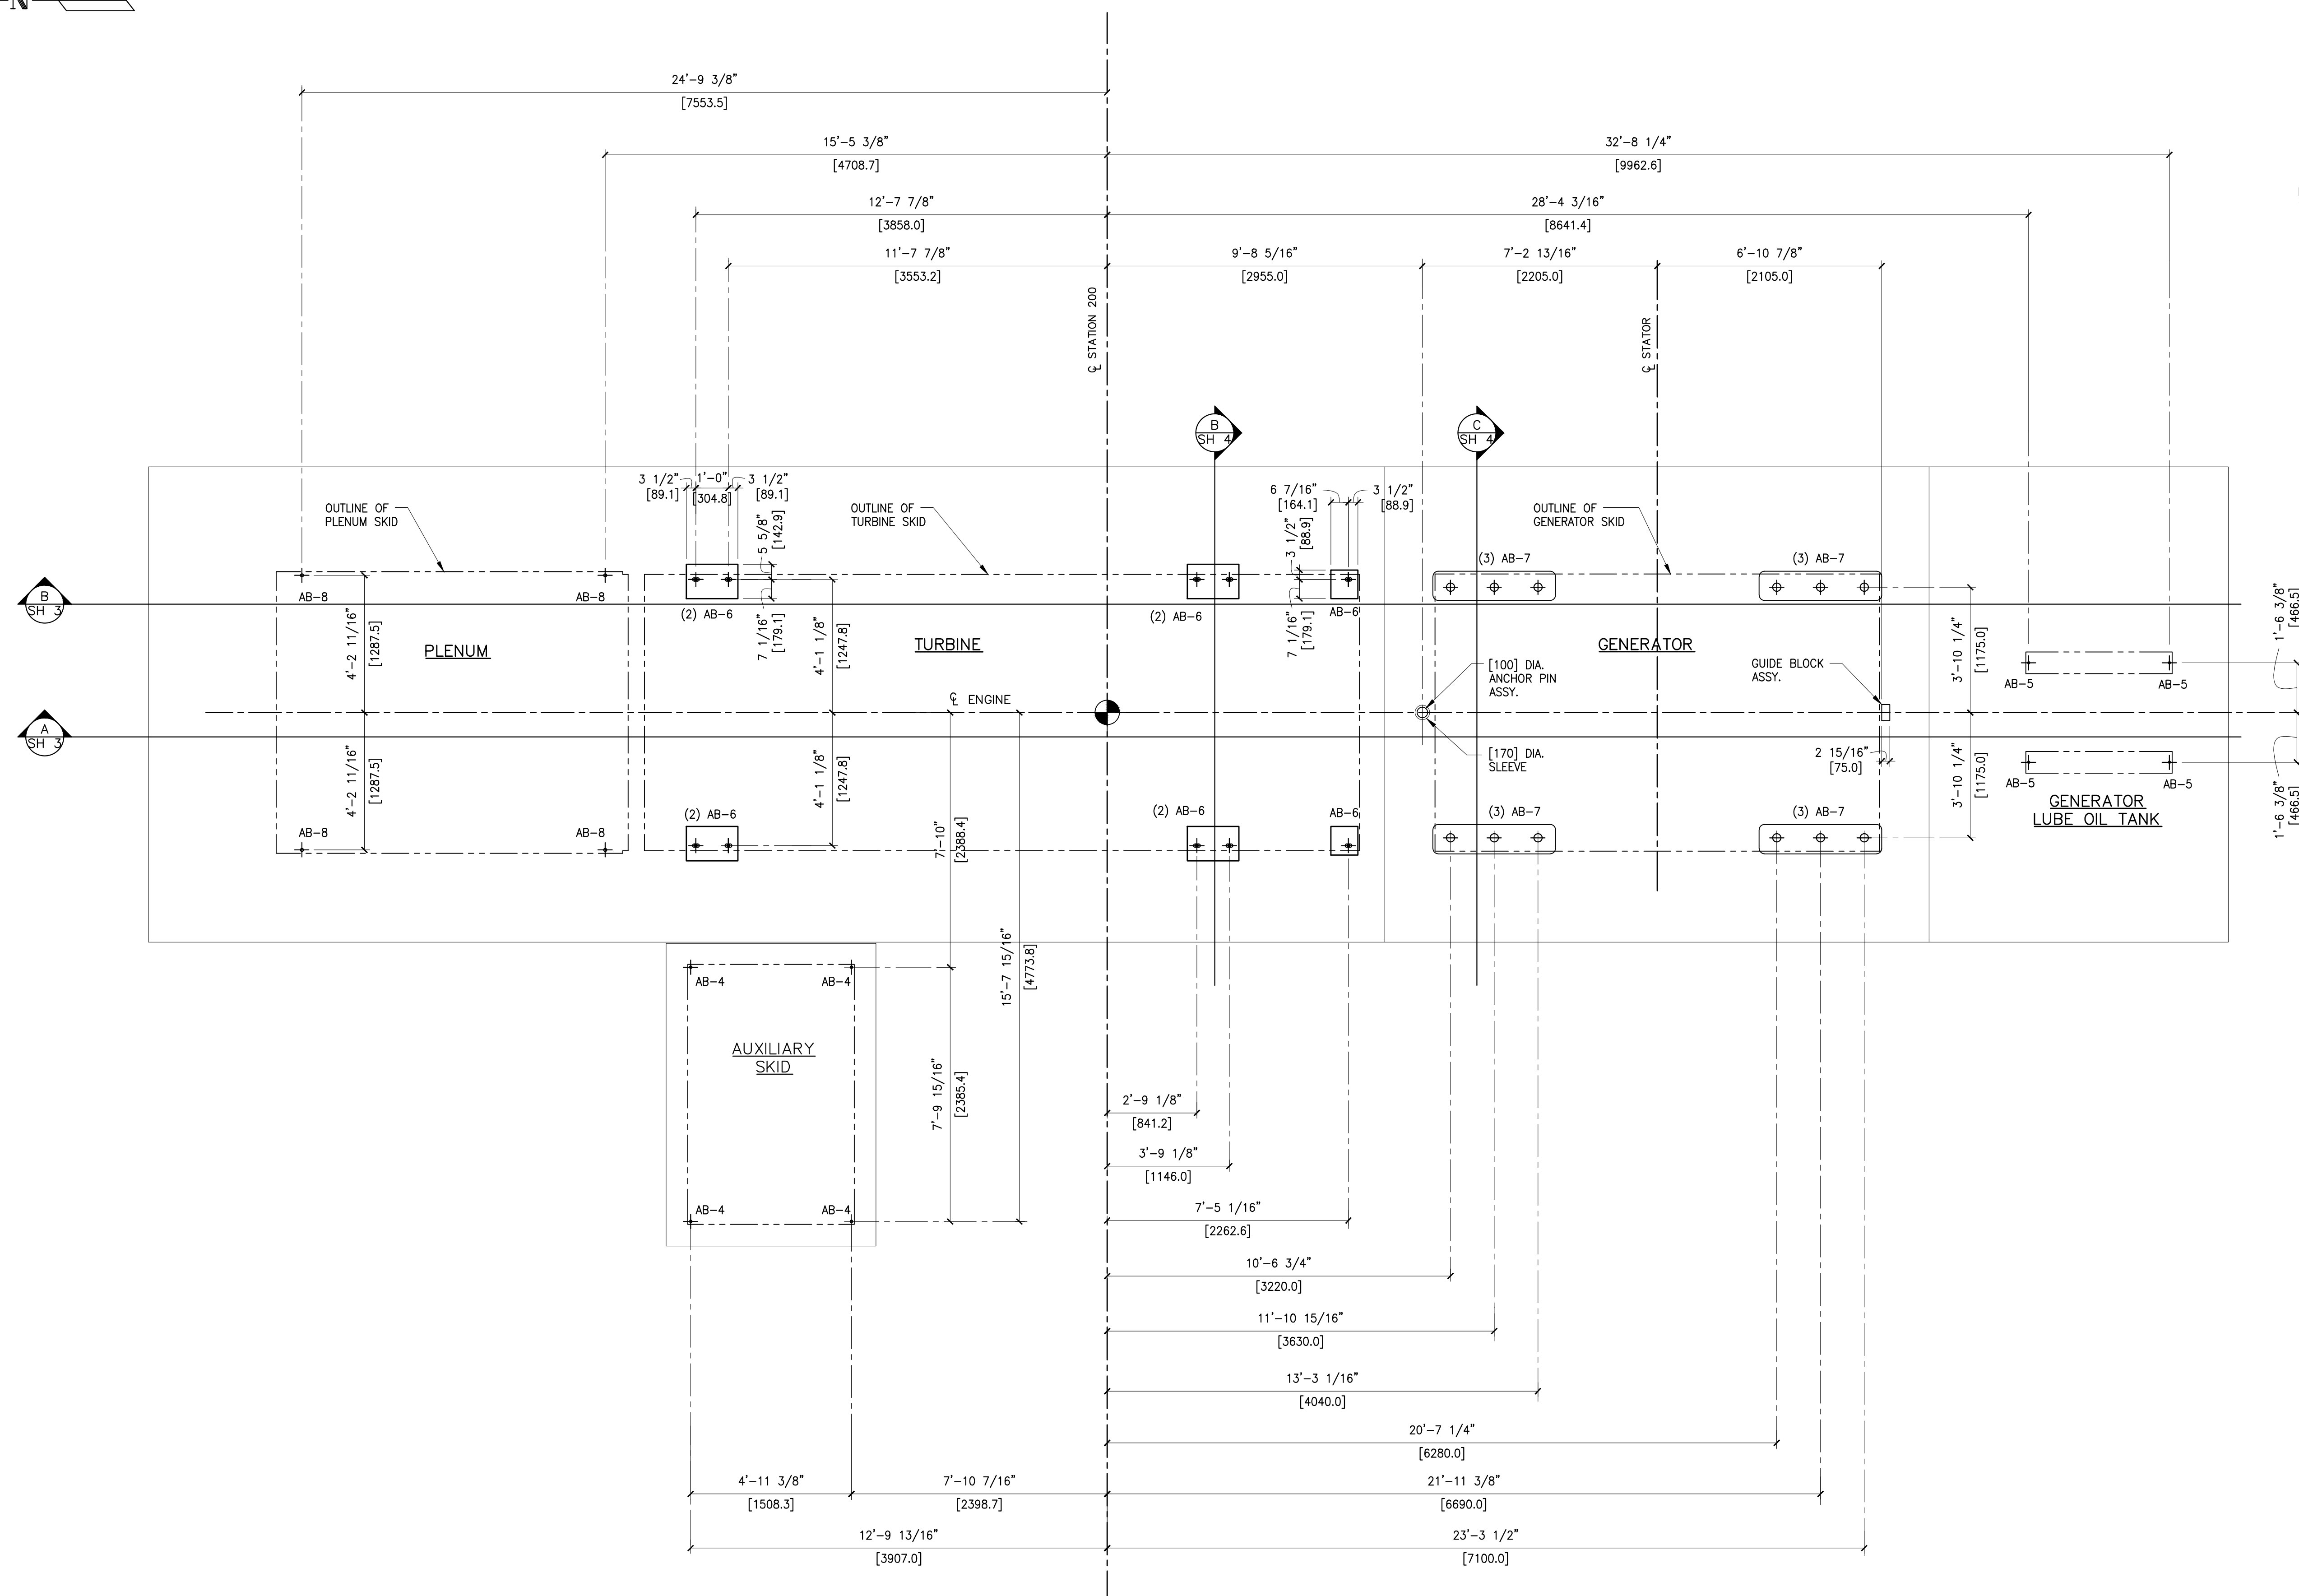 N
24'-9 3/8"
[7553.5]
15'-5 3/8"
[4708.7]
32'-8 1/4"
[9962.6]
12'-7 7/8"
[3858.0]
28'-4 3/16"
[8641.4]
11'-7 7/8"
[3553.2]
9'-8 5/16"
[2955.0]
7'-2 13/16"
[2205.0]
6'-10 7/8"
[2105.0]
℄ STATION 200
℄ STATOR
B
SH 4
C
SH 4
3 1/2"
[89.1]
1'-0"
[304.8]
3 1/2"
[89.1]
5 5/8"
[142.9]
6 7/16"
[164.1]
3 1/2"
[88.9]
3 1/2"
[88.9]
OUTLINE OF
PLENUM SKID
OUTLINE OF
TURBINE SKID
OUTLINE OF
GENERATOR SKID
(3) AB-7
(3) AB-7
B
SH 3
AB-8
AB-8
(2) AB-6
(2) AB-6
AB-6
4'-2 11/16"
[1287.5]
7 1/16"
[179.1]
4'-1 1/8"
[1247.8]
7 1/16"
[179.1]
3'-10 1/4"
[1175.0]
1'-6 3/8"
[466.5]
PLENUM
TURBINE
GENERATOR
[100] DIA.
ANCHOR PIN
ASSY.
GUIDE BLOCK
ASSY.
AB-5
AB-5
℄ ENGINE
A
SH 3
4'-2 11/16"
[1287.5]
4'-1 1/8"
[1247.8]
[170] DIA.
SLEEVE
2 15/16"
[75.0]
3'-10 1/4"
[1175.0]
AB-5
AB-5
1'-6 3/8"
[466.5]
GENERATOR
LUBE OIL TANK
AB-8
AB-8
(2) AB-6
(2) AB-6
AB-6
(3) AB-7
(3) AB-7
7'-10"
[2388.4]
15'-7 15/16"
[4773.8]
AB-4
AB-4
AUXILIARY
SKID
7'-9 15/16"
[2385.4]
AB-4
AB-4
2'-9 1/8"
[841.2]
3'-9 1/8"
[1146.0]
7'-5 1/16"
[2262.6]
10'-6 3/4"
[3220.0]
11'-10 15/16"
[3630.0]
13'-3 1/16"
[4040.0]
20'-7 1/4"
[6280.0]
4'-11 3/8"
[1508.3]
7'-10 7/16"
[2398.7]
21'-11 3/8"
[6690.0]
12'-9 13/16"
[3907.0]
23'-3 1/2"
[7100.0]